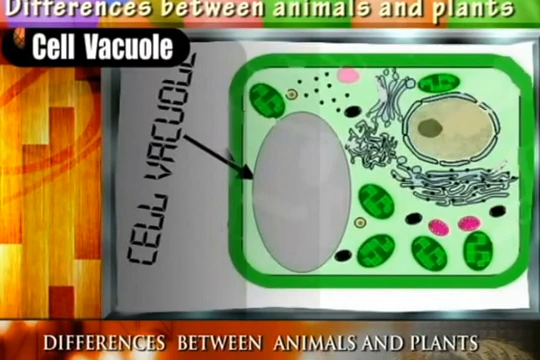 Differences between animals and plants
Cell Vacuole
CELL VACUOLE
DIFFERENCES BETWEEN ANIMALS AND PLANTS